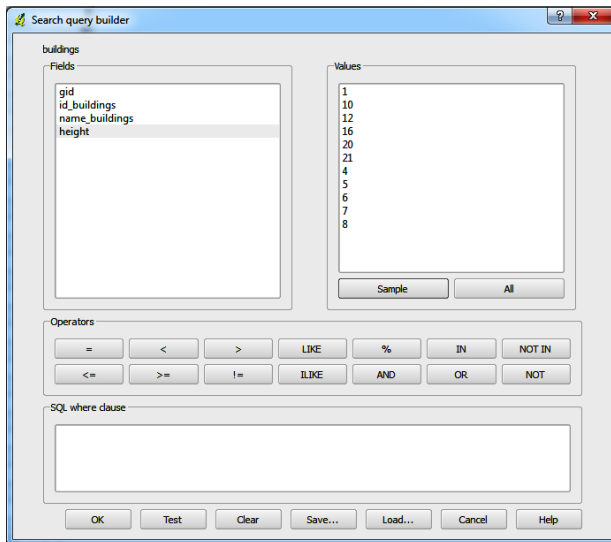 Search query builder
buildings
Fields
gid
id_buildings
name_buildings
height
Values
1
10
12
16
20
21
4
5
6
7
8
Sample All
Operators
= < > LIKE % IN NOT IN
<= >= != ILIKE AND OR NOT
SQL where clause
OK Test Clear Save... Load... Cancel Help